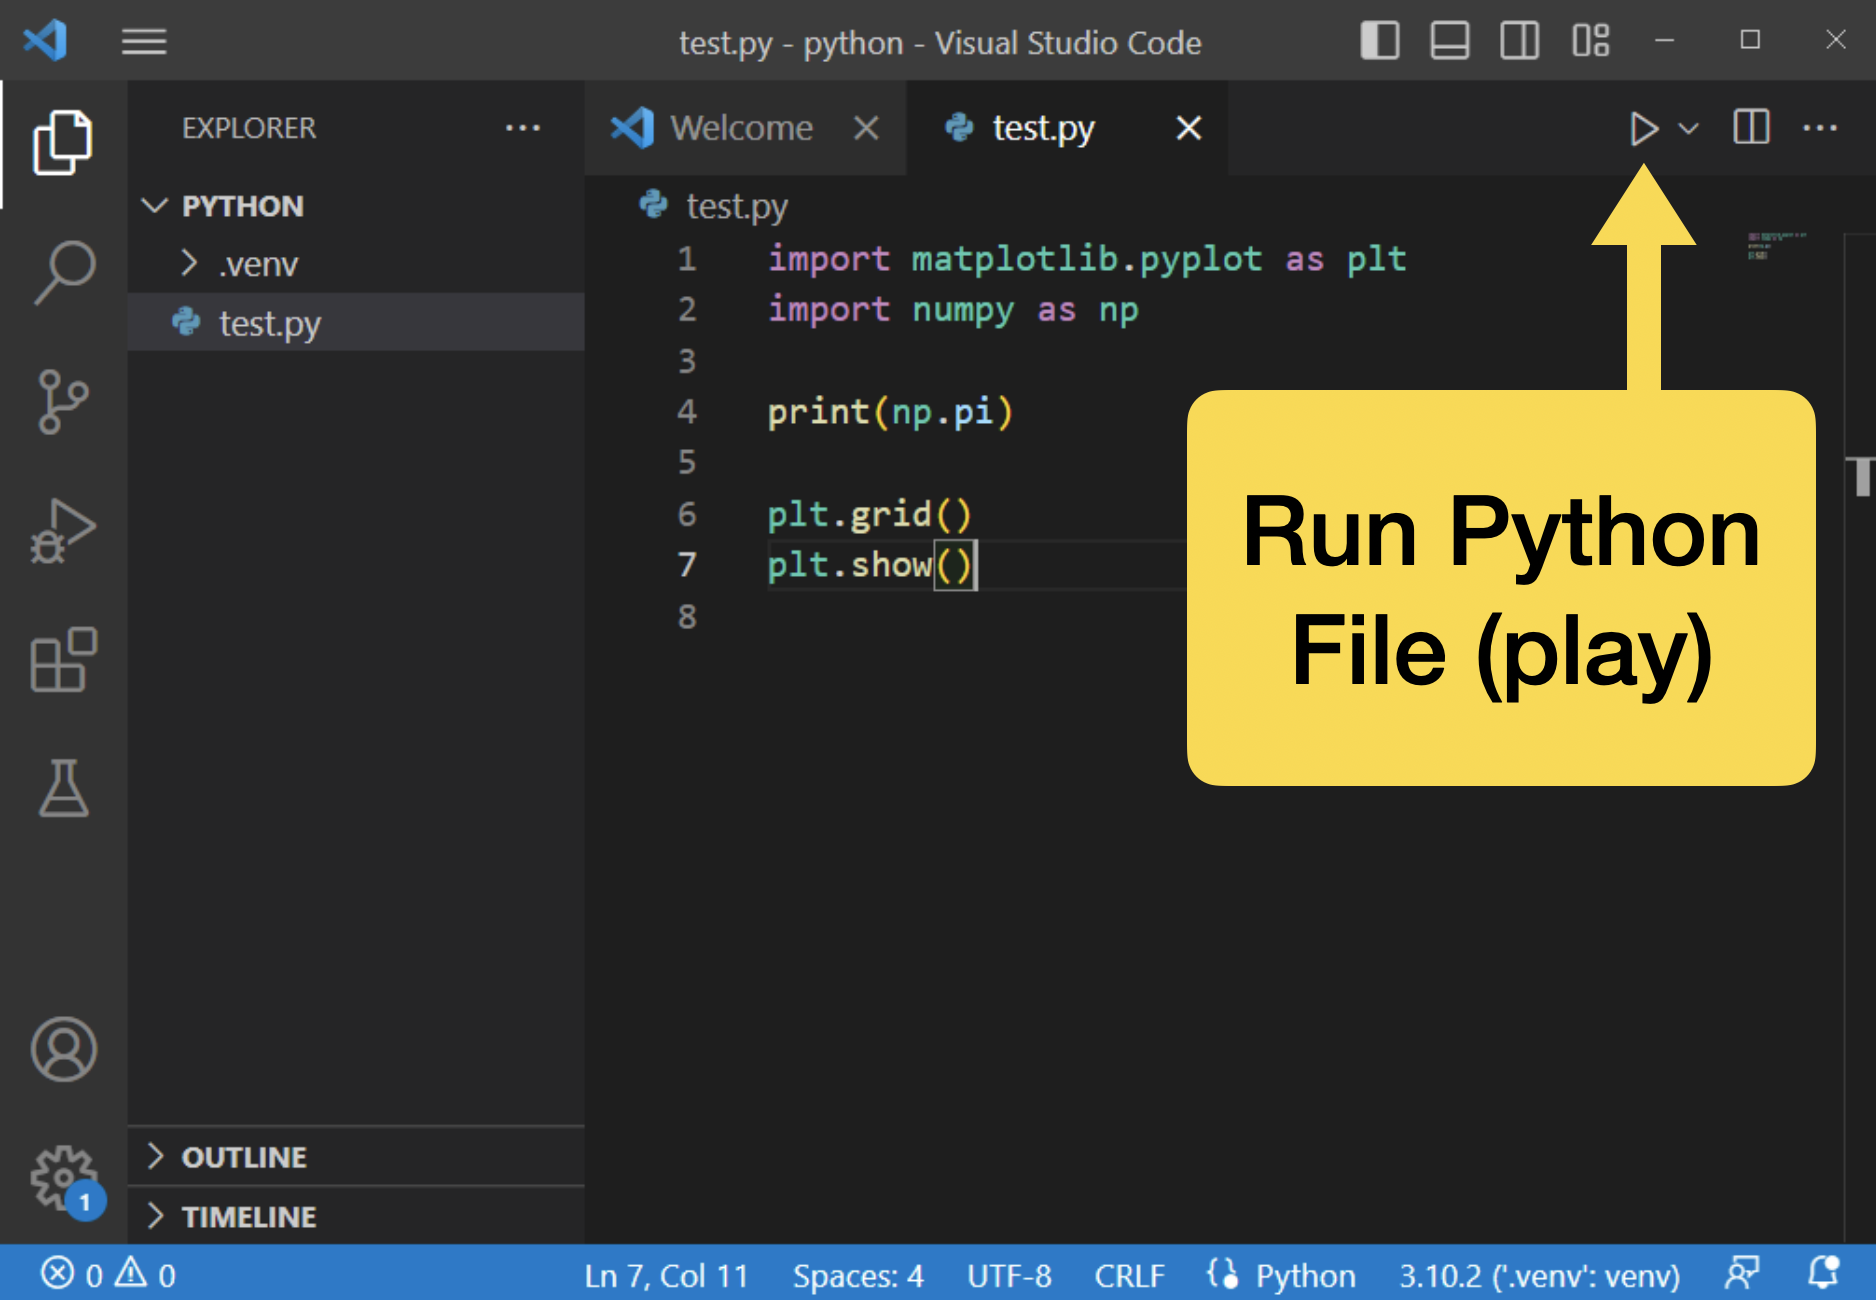 test.py - python - Visual Studio Code
EXPLORER
PYTHON
.venv
test.py
OUTLINE
TIMELINE
Welcome
test.py
test.py
1 import matplotlib.pyplot as plt
2 import numpy as np
3
4 print(np.pi)
5
6 plt.grid()
7 plt.show()
8
Run Python
File (play)
1
0 0 Ln 7, Col 11 Spaces: 4 UTF-8 CRLF Python 3.10.2 ('.venv': venv)